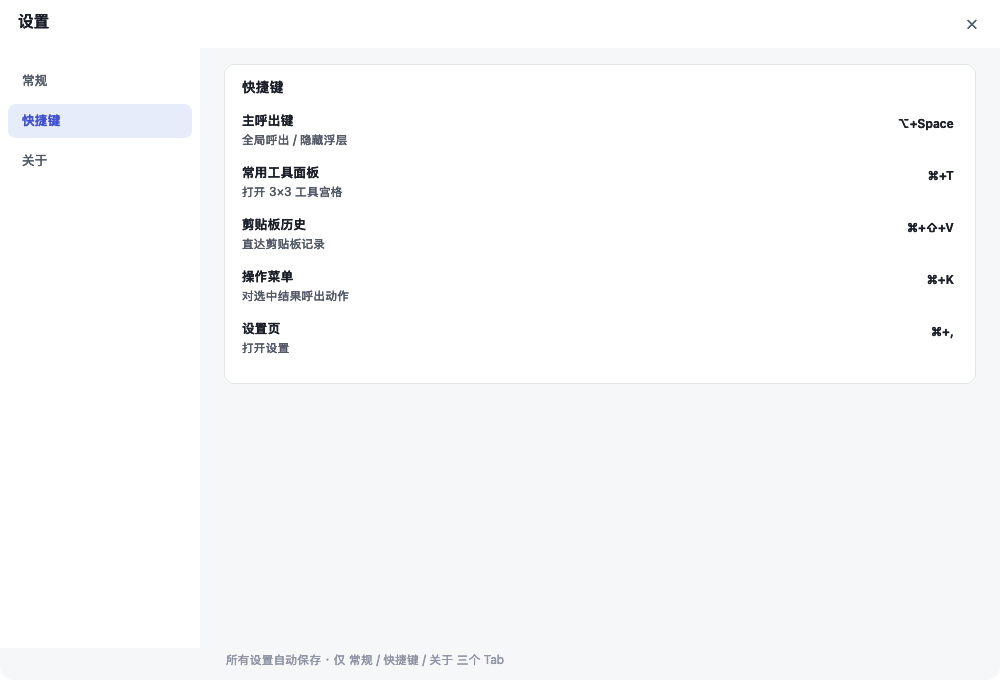 设置
×
常规
快捷键
关于
快捷键
主呼出键
全局呼出 / 隐藏浮层
⌥+Space
常用工具面板
打开 3×3 工具宫格
⌘+T
剪贴板历史
直达剪贴板记录
⌘+⇧+V
操作菜单
对选中结果呼出动作
⌘+K
设置页
打开设置
⌘+,
所有设置自动保存 · 仅 常规 / 快捷键 / 关于 三个 Tab